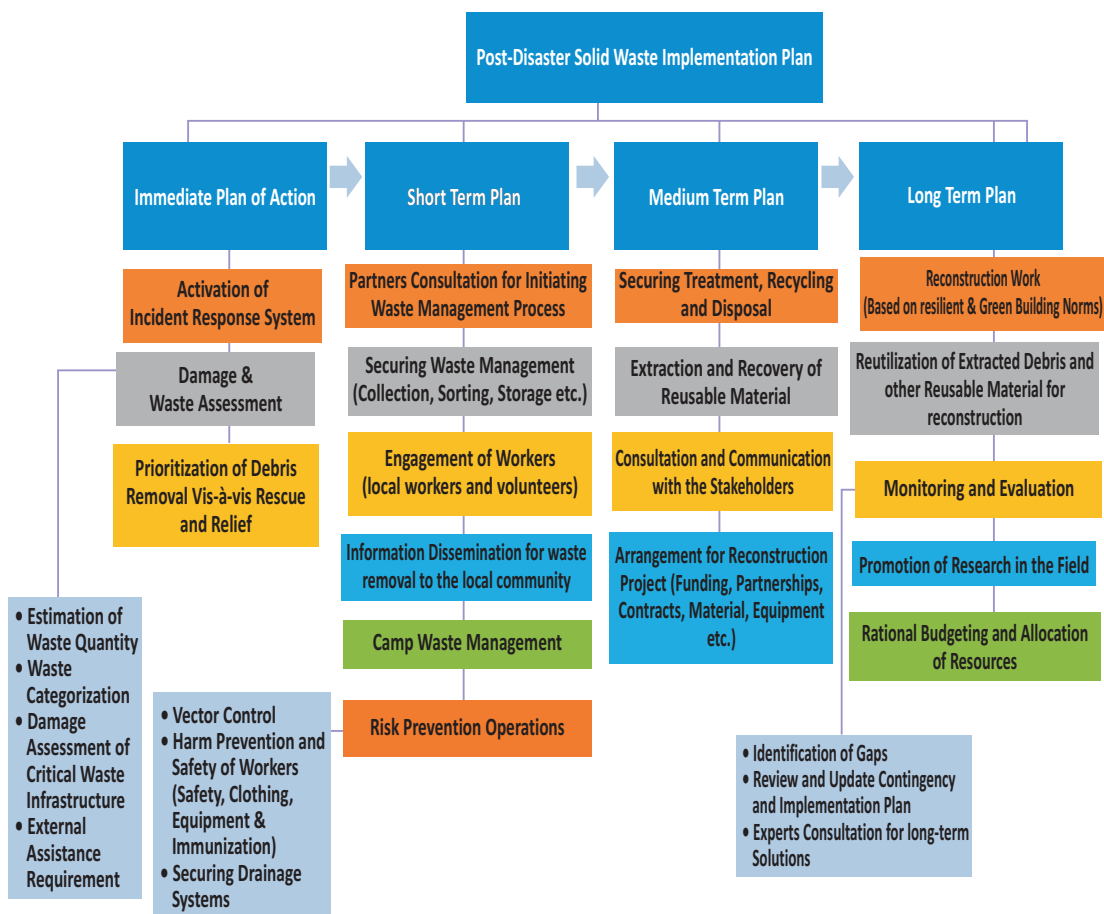 Post-Disaster Solid Waste Implementation Plan
Immediate Plan of Action
Short Term Plan
Medium Term Plan
Long Term Plan
Activation of
Incident Response System
Damage &
Waste Assessment
Prioritization of Debris
Removal Vis-à-vis Rescue
and Relief
• Estimation of
Waste Quantity
• Waste
Categorization
• Damage
Assessment of
Critical Waste
Infrastructure
• External
Assistance
Requirement
Partners Consultation for Initiating
Waste Management Process
Securing Waste Management
(Collection, Sorting, Storage etc.)
Engagement of Workers
(local workers and volunteers)
Information Dissemination for waste
removal to the local community
Camp Waste Management
Risk Prevention Operations
• Vector Control
• Harm Prevention and
Safety of Workers
(Safety, Clothing,
Equipment &
Immunization)
• Securing Drainage
Systems
Securing Treatment, Recycling
and Disposal
Extraction and Recovery of
Reusable Material
Consultation and Communication
with the Stakeholders
Arrangement for Reconstruction
Project (Funding, Partnerships,
Contracts, Material, Equipment
etc.)
Reconstruction Work
(Based on resilient & Green Building Norms)
Reutilization of Extracted Debris and
other Reusable Material for
reconstruction
Monitoring and Evaluation
Promotion of Research in the Field
Rational Budgeting and Allocation
of Resources
• Identification of Gaps
• Review and Update Contingency
and Implementation Plan
• Experts Consultation for long-term
Solutions